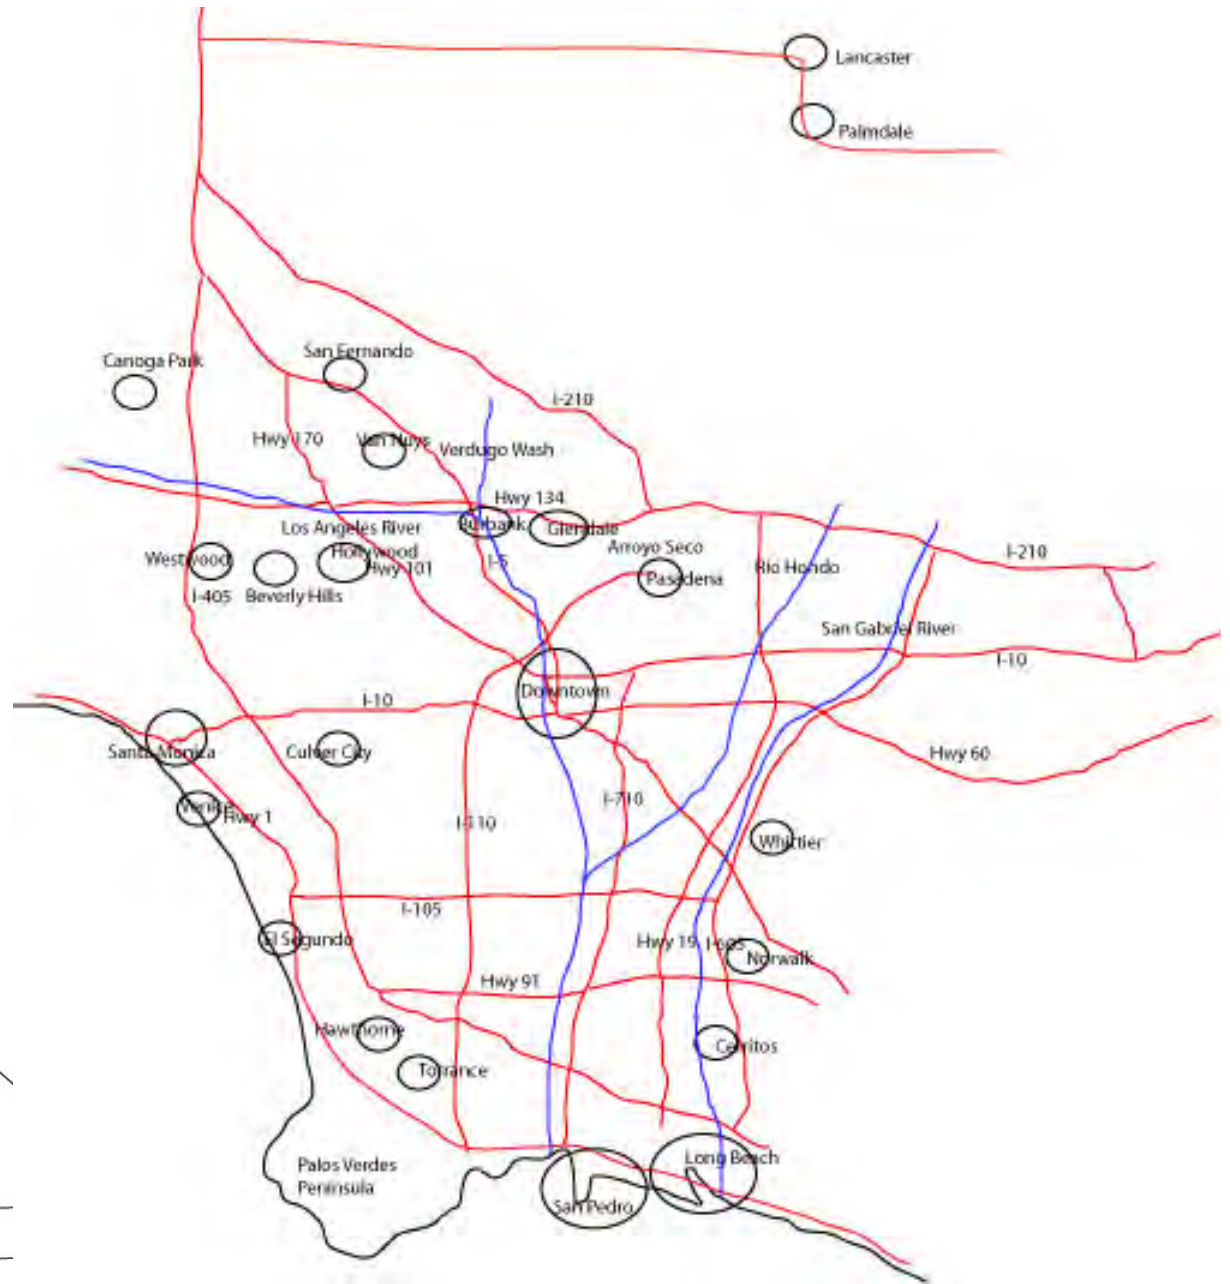 Lancaster
Palmdale
San Fernando
Canoga Park
I-210
Hwy 170
Van Nuys
Verdugo Wash
Hwy 134
Los Angeles River
Burbank
Glendale
Arroyo Seco
I-210
Westwood
Hollywood
Hwy 101
I-5
Rio Hondo
Pasadena
I-405
Beverly Hills
San Gabriel River
I-10
Downtown
I-10
Santa Monica
Culver City
Hwy 60
Venice
Hwy 1
I-110
I-710
Whittier
I-105
El Segundo
Hwy 19
I-605
Norwalk
Hwy 91
Hawthorne
Cerritos
Torrance
Palos Verdes
Peninsula
Long Beach
San Pedro